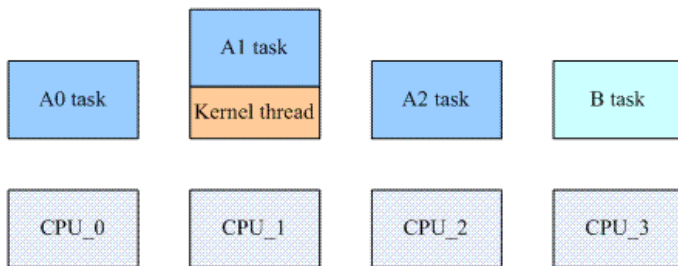 A1 task
A0 task
Kernel thread
A2 task
B task
CPU_0
CPU_1
CPU_2
CPU_3